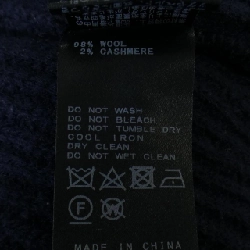 98% WOOL
2% CASHMERE
DO NOT WASH
DO NOT BLEACH
DO NOT TUMBLE DRY
COOL IRON
DRY CLEAN
DO NOT WET CLEAN
F W
MADE IN CHINA